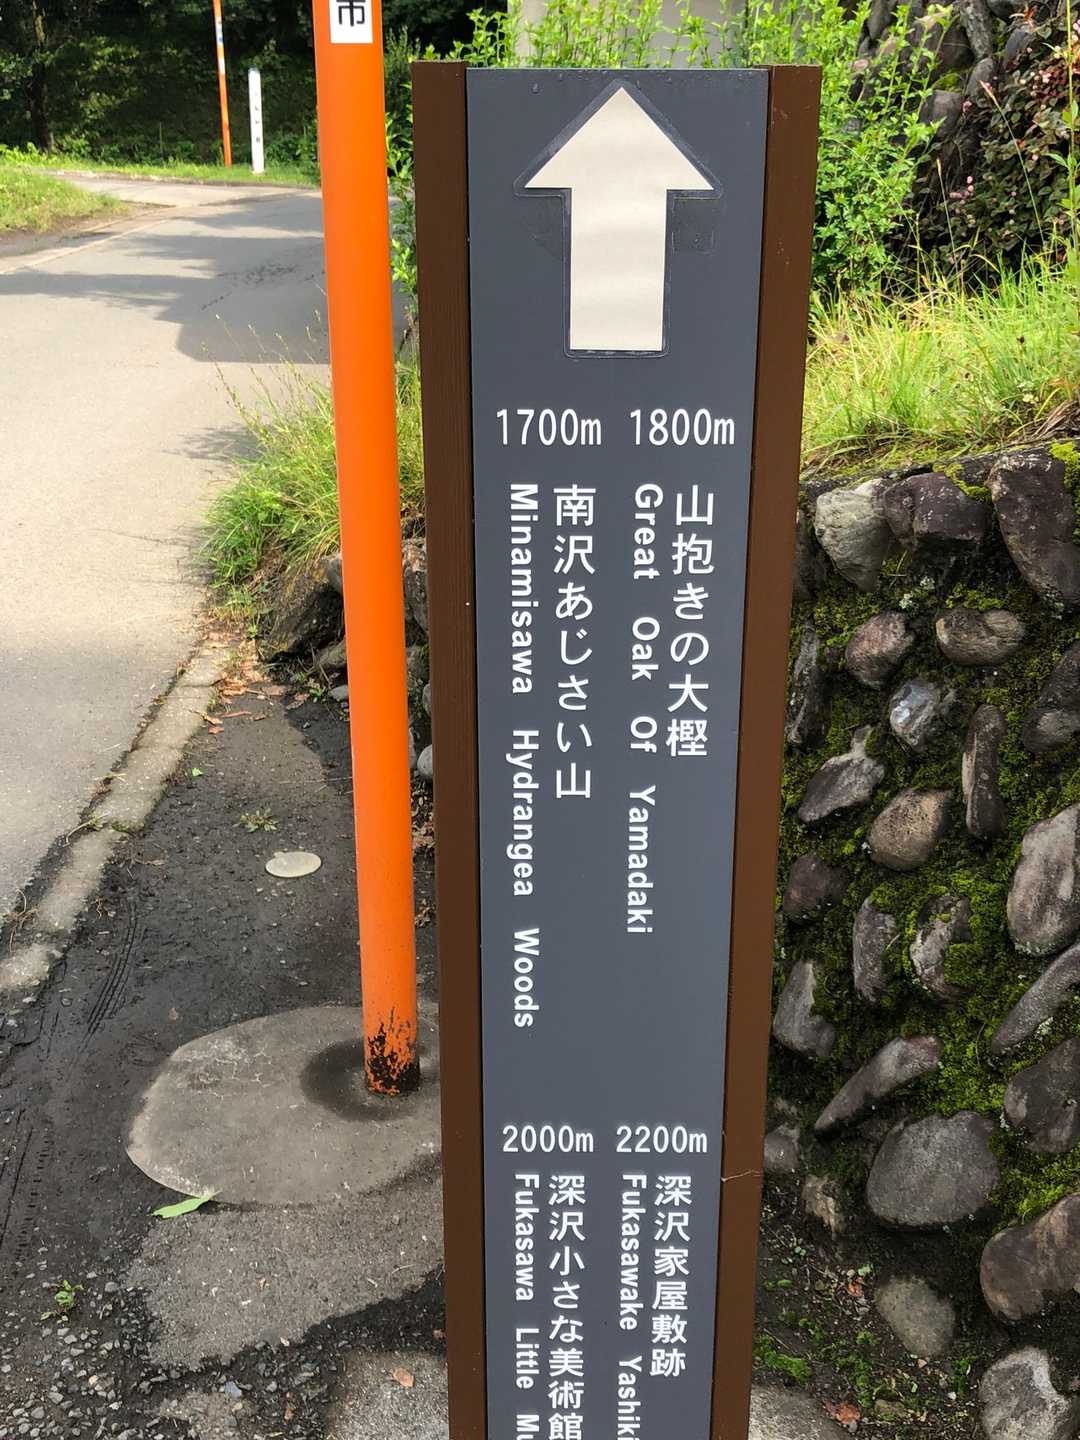 市
1800m
山抱きの大樫
Great Oak Of Yamadaki
1700m
南沢あじさい山
Minamisawa Hydrangea Woods
2200m
深沢家屋敷跡
Fukasawake Yashiki
2000m
深沢小さな美術館
Fukasawa Little